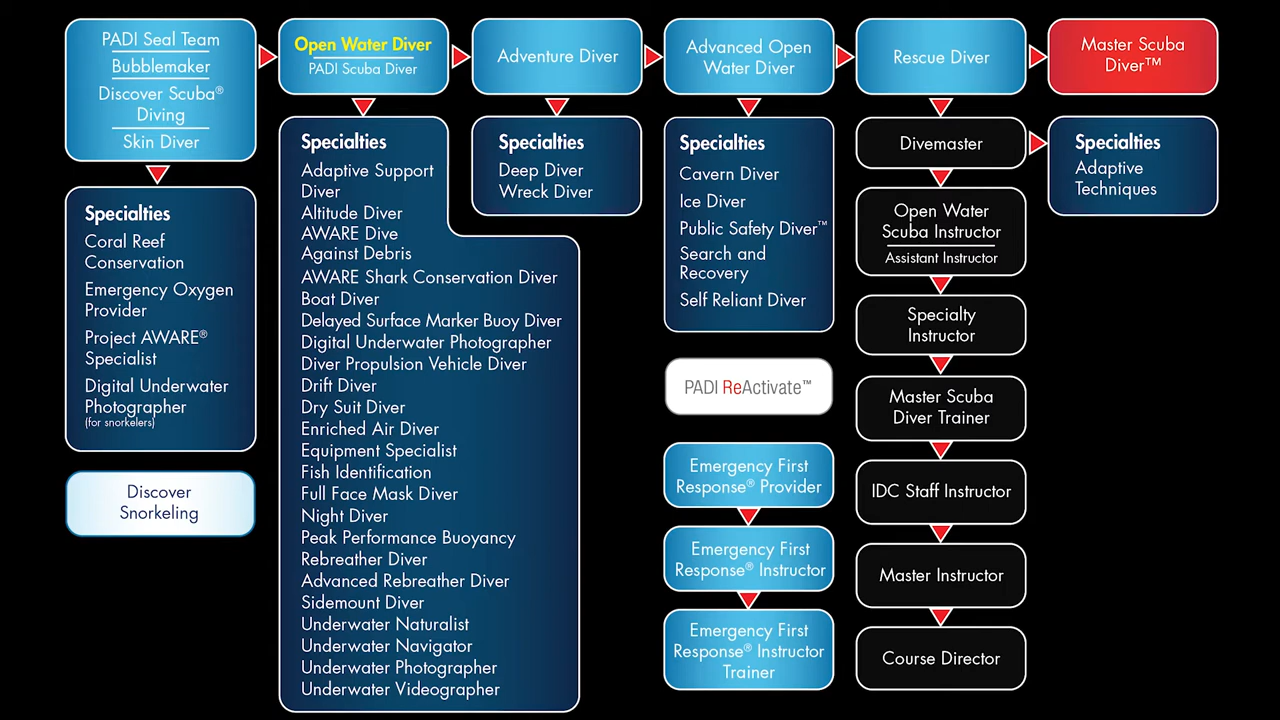 PADI Seal Team
Bubblemaker
Discover Scuba®
Diving
Skin Diver
Specialties
Coral Reef
Conservation
Emergency Oxygen
Provider
Project AWARE®
Specialist
Digital Underwater
Photographer
(for snorkelers)
Discover
Snorkeling
Open Water Diver
PADI Scuba Diver
Specialties
Adaptive Support
Diver
Altitude Diver
AWARE Dive
Against Debris
AWARE Shark Conservation Diver
Boat Diver
Delayed Surface Marker Buoy Diver
Digital Underwater Photographer
Diver Propulsion Vehicle Diver
Drift Diver
Dry Suit Diver
Enriched Air Diver
Equipment Specialist
Fish Identification
Full Face Mask Diver
Night Diver
Peak Performance Buoyancy
Rebreather Diver
Advanced Rebreather Diver
Sidemount Diver
Underwater Naturalist
Underwater Navigator
Underwater Photographer
Underwater Videographer
Adventure Diver
Specialties
Deep Diver
Wreck Diver
Advanced Open
Water Diver
Specialties
Cavern Diver
Ice Diver
Public Safety Diver™
Search and
Recovery
Self Reliant Diver
PADI ReActivate™
Emergency First
Response® Provider
Emergency First
Response® Instructor
Emergency First
Response® Instructor
Trainer
Rescue Diver
Divemaster
Open Water
Scuba Instructor
Assistant Instructor
Specialty
Instructor
Master Scuba
Diver Trainer
IDC Staff Instructor
Master Instructor
Course Director
Master Scuba
Diver™
Specialties
Adaptive
Techniques